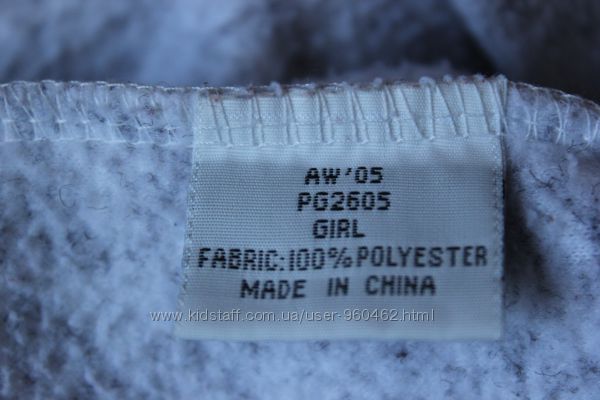 AW'05
PG2605
GIRL
FABRIC:100%POLYESTER
MADE IN CHINA
www.kidstaff.com.ua/user-960462.html